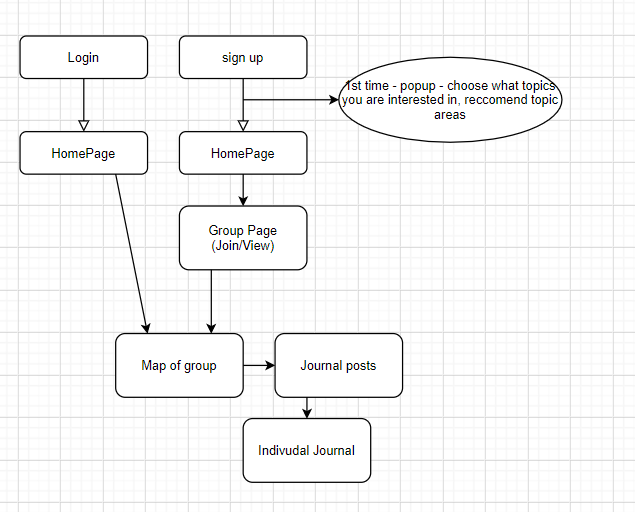 Login
sign up
1st time - popup - choose what topics
you are interested in, reccomend topic
areas
HomePage
HomePage
Group Page
(Join/View)
Map of group
Journal posts
Indivudal Journal